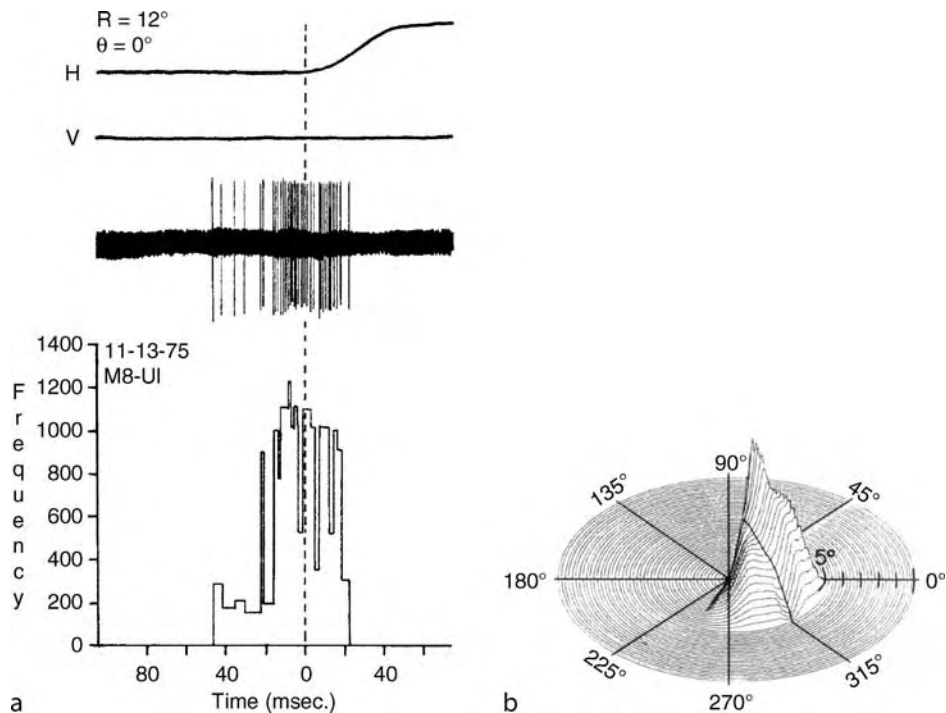 R = 12°
θ = 0°
H
V
1400
1200
1000
800
600
400
200
0
Frequency
11-13-75
M8-UI
80 40 0 40
Time (msec.)
a
90°
135°
45°
5°
180°
0°
225°
315°
270°
b